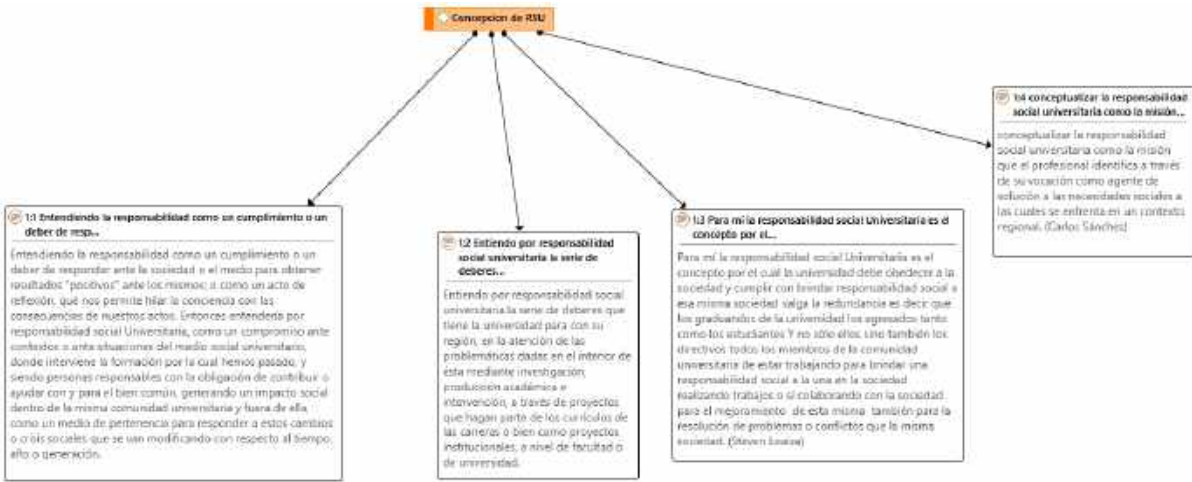 Concepcion de RSU
1:1 Entendiendo la responsabilidad como un cumplimiento o un
deber de resp...
Entendiendo la responsabilidad como un cumplimiento o un
deber de responder ante la sociedad o el medio para obtener
resultados "positivos" ante los mismos; o como un acto de
reflexión, que nos permite hilar la conciencia con las
consecuencias de nuestros actos. Entonces entendería por
responsabilidad social Universitaria, como un compromiso ante
contextos o ante situaciones del medio social universitario,
donde interviene la formación por la cual hemos pasado, y
siendo personas responsables con la obligación de contribuir o
ayudar con y para el bien común, generando un impacto social
dentro de la misma comunidad universitaria y fuera de ella,
como un medio de pertenencia para responder a estos cambios
o crisis sociales que se van modificando con respecto al tiempo,
año o generación.
1:2 Entiendo por responsabilidad
social universitaria la serie de
deberes...
Entiendo por responsabilidad social
universitaria la serie de deberes que
tiene la universidad para con su
región, en la atención de las
problemáticas dadas en el interior de
ésta mediante investigación,
producción académica e
intervención, a través de proyectos
que hagan parte de los currículos de
las carreras o bien como proyectos
institucionales, a nivel de facultad o
de universidad.
1:3 Para mí la responsabilidad social Universitaria es el
concepto por el...
Para mí la responsabilidad social Universitaria es el
concepto por el cual la universidad debe obedecer a la
sociedad y cumplir con brindar responsabilidad social a
esa misma sociedad valga la redundancia es decir que
los graduandos de la universidad los egresados tanto
como los estudiantes Y no sólo ellos sino también los
directivos todos los miembros de la comunidad
universitaria de estar trabajando para brindar una
responsabilidad social a la una en la sociedad
realizando trabajos o si colaborando con la sociedad
para el mejoramiento de esta misma también para la
resolución de problemas o conflictos que la misma
sociedad. (Steven Loaiza)
1:4 conceptualizar la responsabilidad
social universitaria como la misión...
conceptualizar la responsabilidad
social universitaria como la misión
que el profesional identifica a través
de su vocación como agente de
solución a las necesidades sociales a
las cuales se enfrenta en un contexto
regional. (Carlos Sánchez)